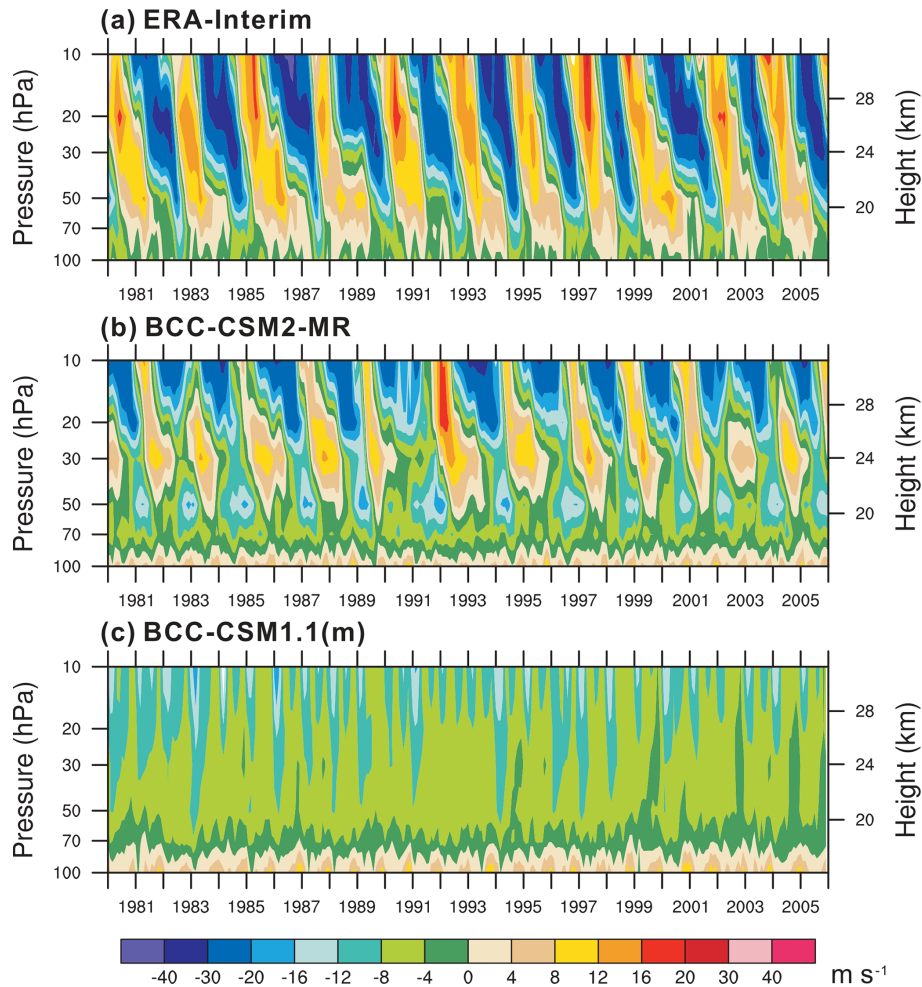 (a) ERA-Interim
Pressure (hPa)
10
20
30
50
70
100
28
24
20
Height (km)
1981 1983 1985 1987 1989 1991 1993 1995 1997 1999 2001 2003 2005
(b) BCC-CSM2-MR
Pressure (hPa)
10
20
30
50
70
100
28
24
20
Height (km)
1981 1983 1985 1987 1989 1991 1993 1995 1997 1999 2001 2003 2005
(c) BCC-CSM1.1(m)
Pressure (hPa)
10
20
30
50
70
100
28
24
20
Height (km)
1981 1983 1985 1987 1989 1991 1993 1995 1997 1999 2001 2003 2005
-40 -30 -20 -16 -12 -8 -4 0 4 8 12 16 20 30 40 m s⁻¹